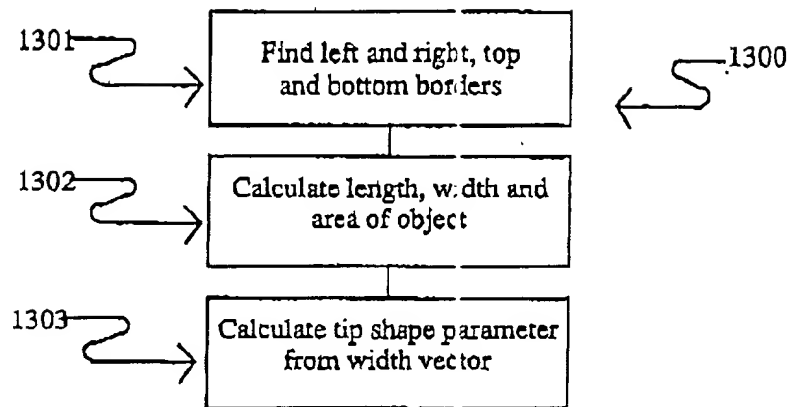 1301
Find left and right, top
and bottom borders
1300
1302
Calculate length, width and
area of object
1303
Calculate tip shape parameter
from width vector